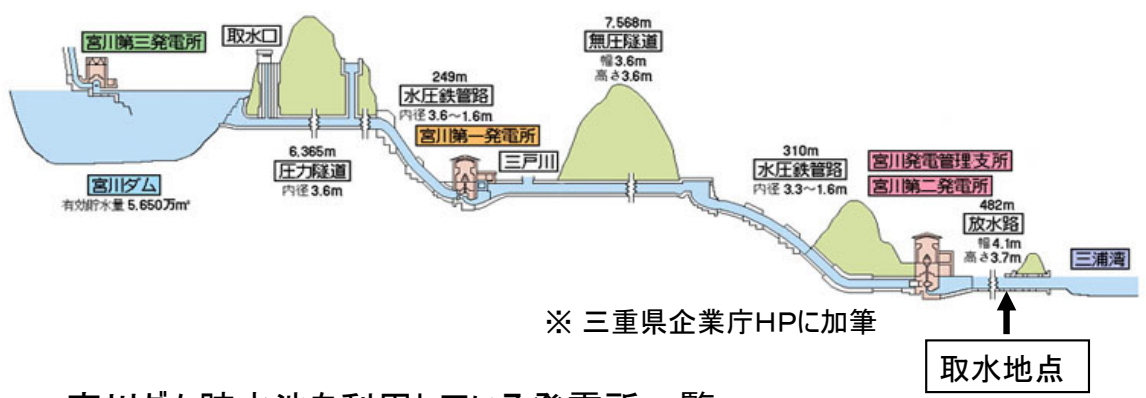 宮川第三発電所
取水口
宮川ダム
有効貯水量 5,650万m³
6,365m
圧力隧道
内径3.6m
249m
水圧鉄管路
内径3.6~1.6m
宮川第一発電所
三戸川
7,568m
無圧隧道
幅3.6m
高さ3.6m
310m
水圧鉄管路
内径3.3~1.6m
宮川発電管理支所
宮川第二発電所
482m
放水路
幅4.1m
高さ3.7m
三浦湾
※ 三重県企業庁HPに加筆
取水地点